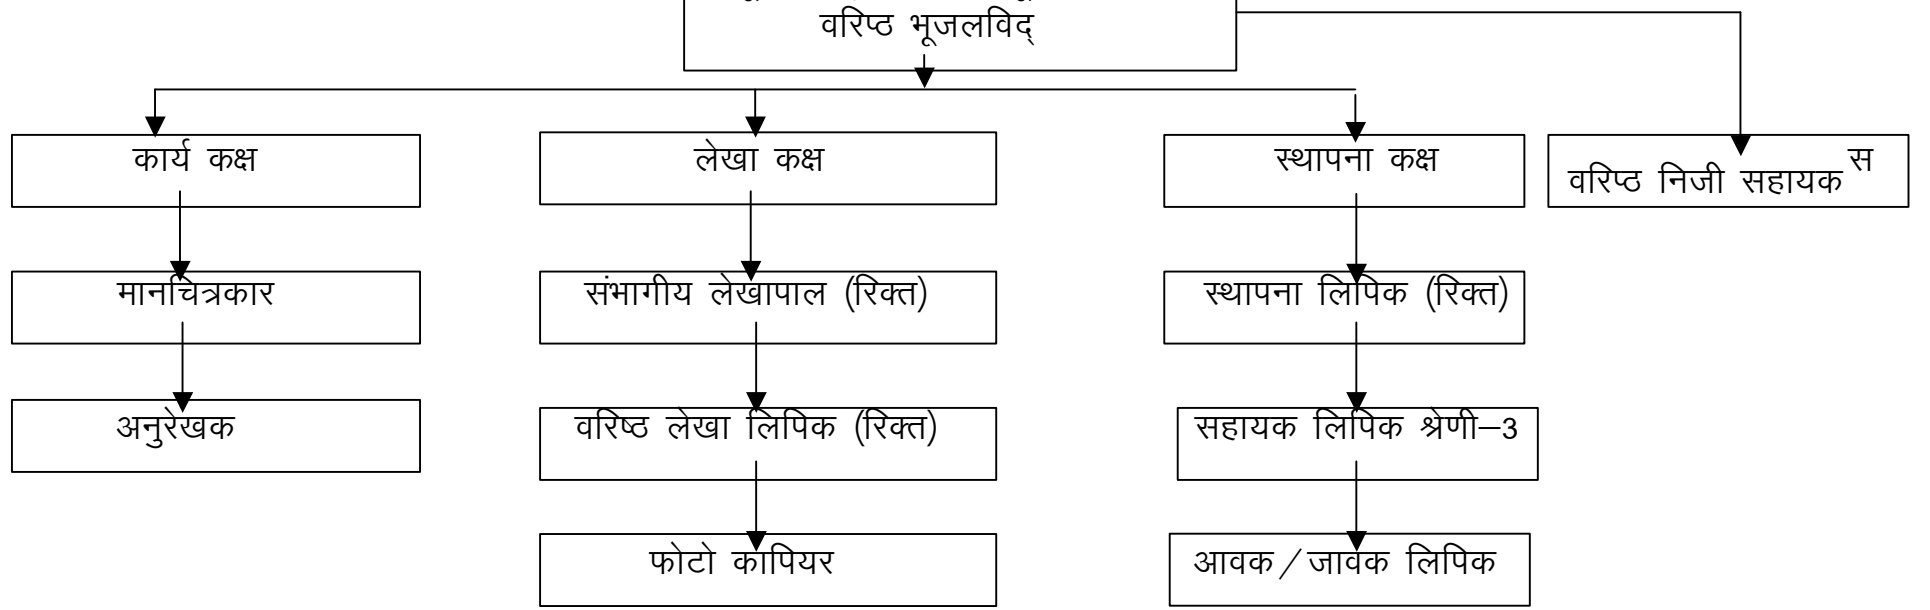 वरिष्ठ भूजलविद्
कार्य कक्ष
लेखा कक्ष
स्थापना कक्ष
स
वरिष्ठ निजी सहायक
मानचित्रकार
संभागीय लेखापाल (रिक्त)
स्थापना लिपिक (रिक्त)
अनुरेखक
वरिष्ठ लेखा लिपिक (रिक्त)
सहायक लिपिक श्रेणी–3
फोटो कापियर
आवक/जावक लिपिक